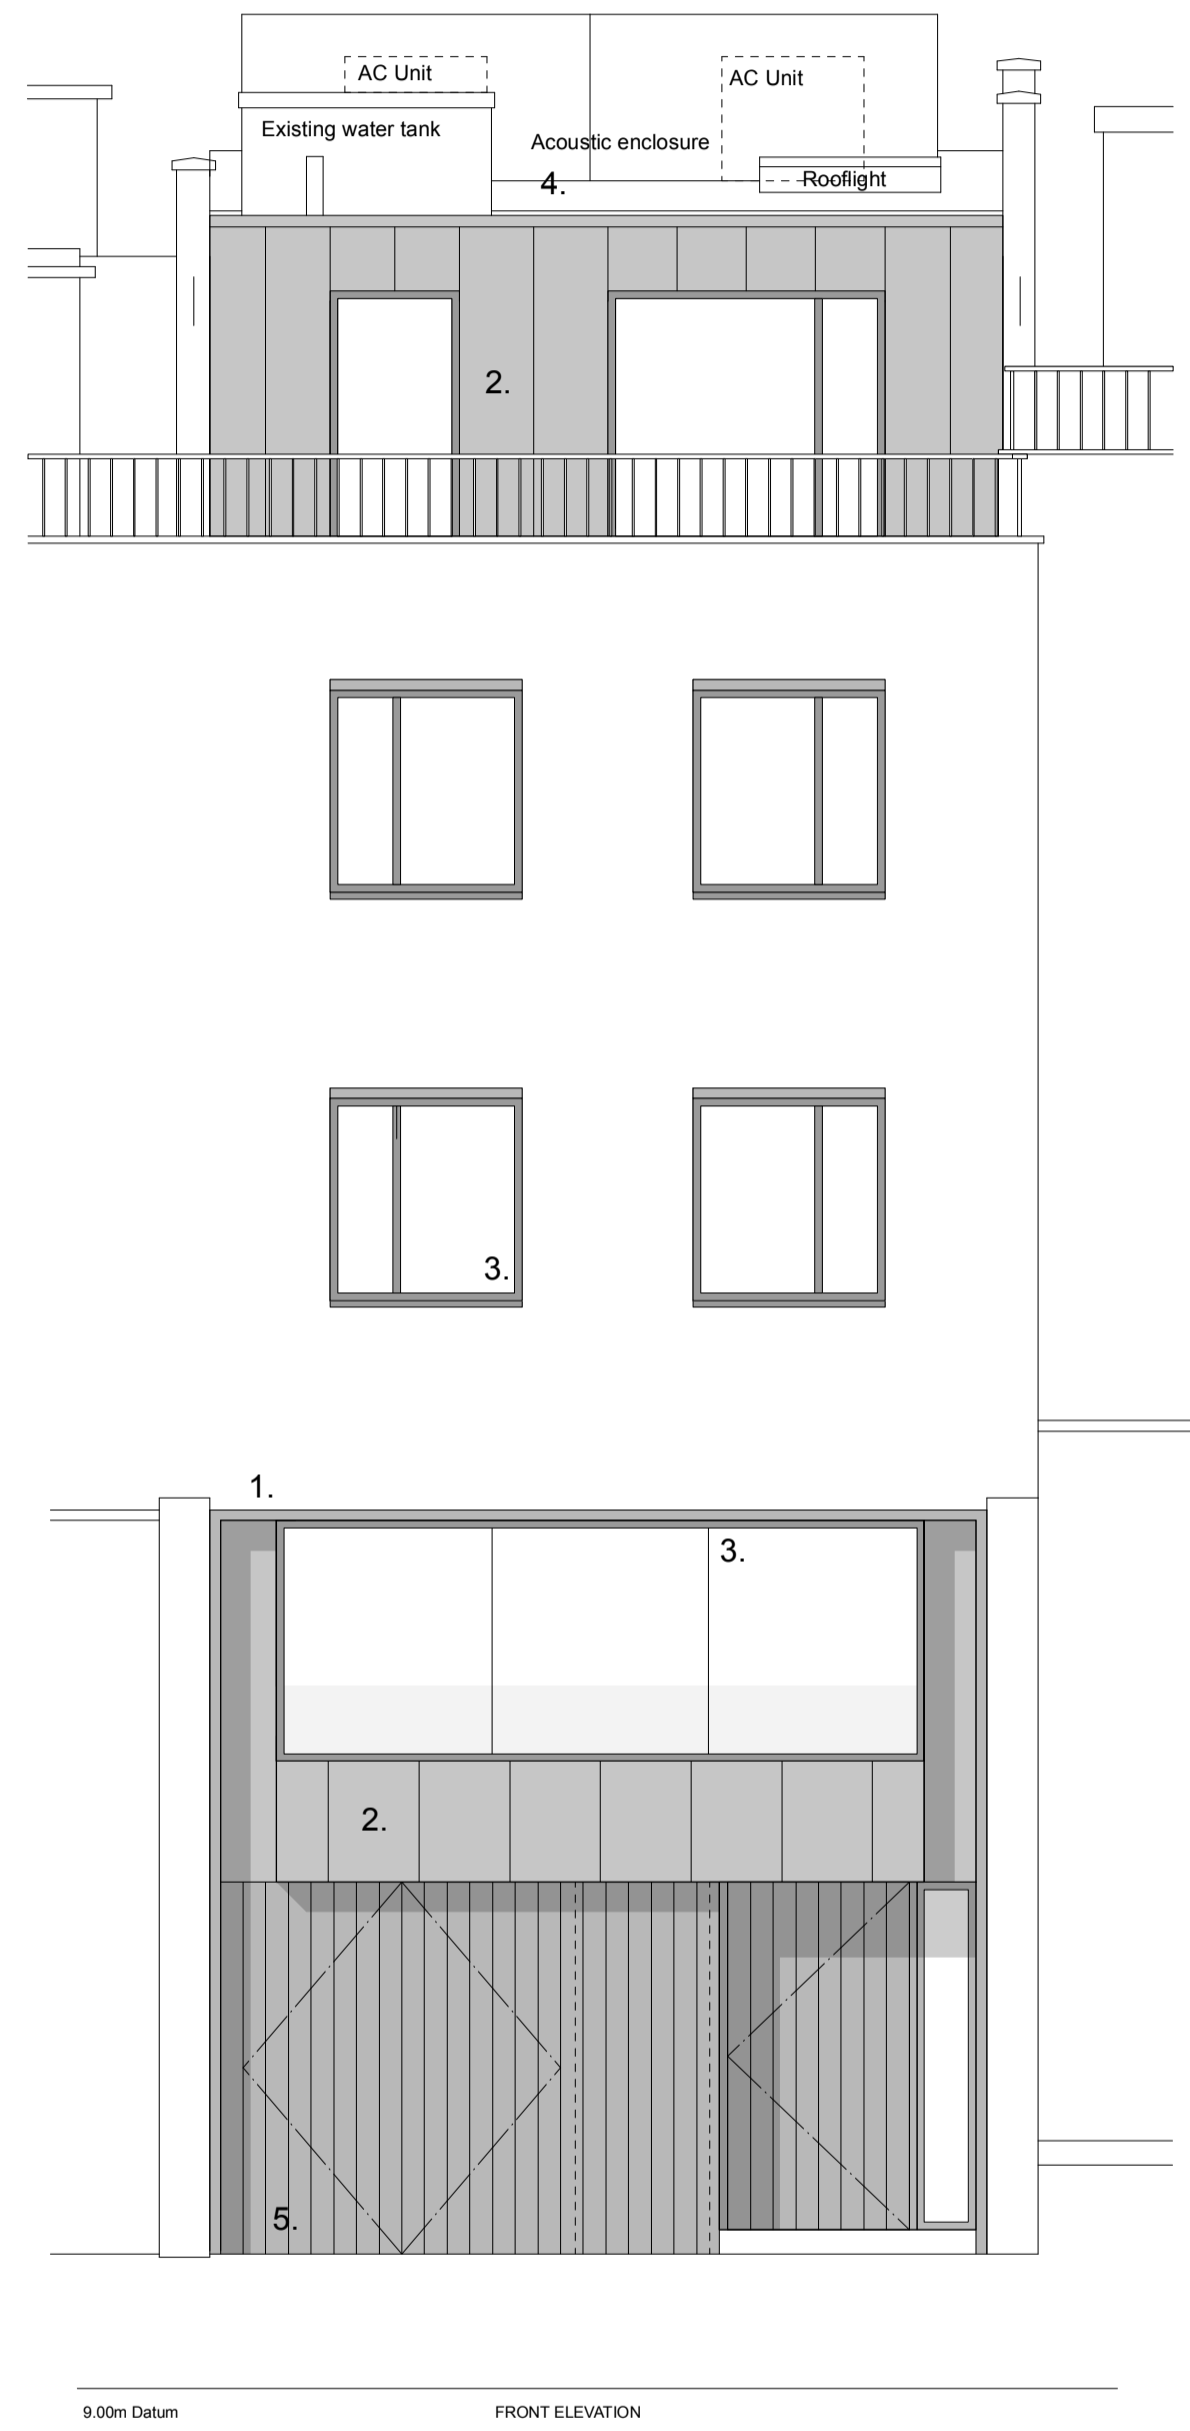 AC Unit
AC Unit
Existing water tank
Acoustic enclosure
4.
Rooflight
2.
3.
1.
3.
2.
5.
9.00m Datum
FRONT ELEVATION